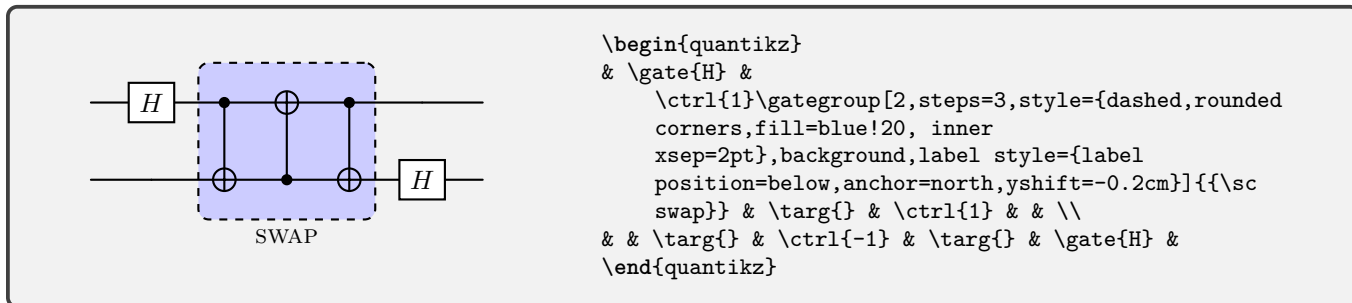 H
H
SWAP
\begin{quantikz}
& \gate{H} &
\ctrl{1}\gategroup[2,steps=3,style={dashed,rounded
corners,fill=blue!20, inner
xsep=2pt},background,label style={label
position=below,anchor=north,yshift=-0.2cm}]{{\sc
swap}} & \targ{} & \ctrl{1} & & \\
& & \targ{} & \ctrl{-1} & \targ{} & \gate{H} &
\end{quantikz}